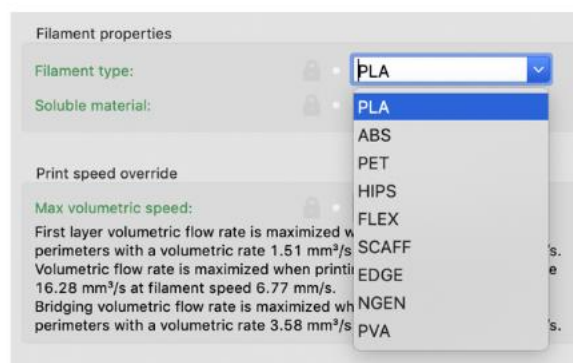 Filament properties
Filament type:
PLA
Soluble material:
PLA
ABS
PET
HIPS
FLEX
SCAFF
EDGE
NGEN
PVA
Print speed override
Max volumetric speed:
First layer volumetric flow rate is maximized
perimeters with a volumetric rate 1.51 mm³/s
s.
Volumetric flow rate is maximized when
16.28 mm³/s at filament speed 6.77 mm/s.
Bridging volumetric flow rate is maximized
perimeters with a volumetric rate 3.58 mm³/s
s.